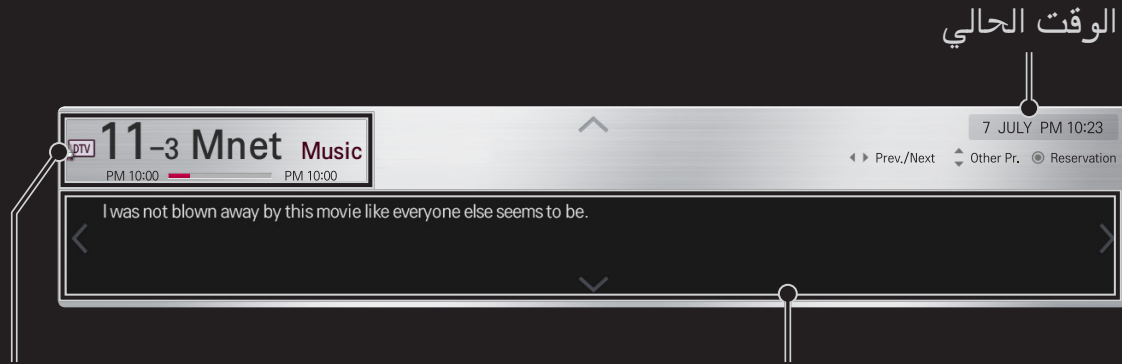 الوقت الحالي
7 JULY PM 10:23
DTV 11-3 Mnet Music
Prev./Next Other Pr. Reservation
PM 10:00 PM 10:00
I was not blown away by this movie like everyone else seems to be.